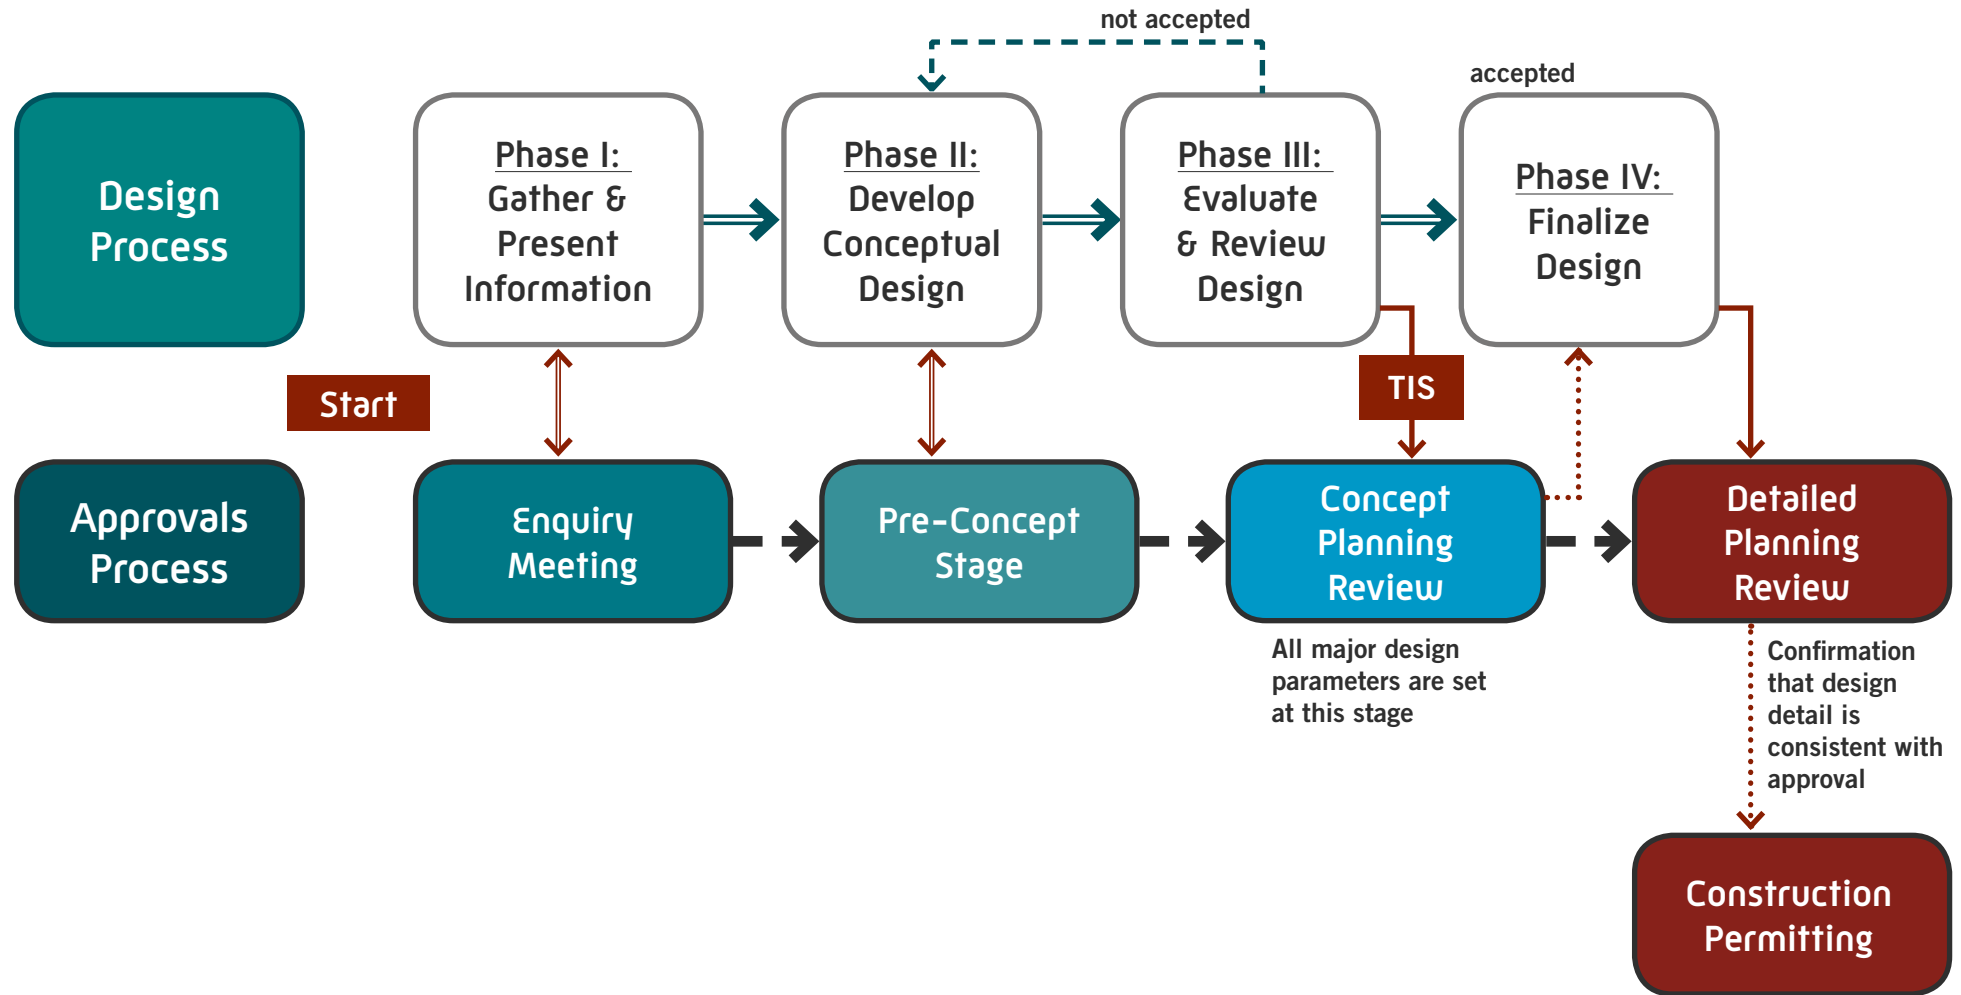 not accepted
accepted
Design
Process
Phase I:
Gather &
Present
Information
Phase II:
Develop
Conceptual
Design
Phase III:
Evaluate
& Review
Design
Phase IV:
Finalize
Design
Start
TIS
Approvals
Process
Enquiry
Meeting
Pre-Concept
Stage
Concept
Planning
Review
Detailed
Planning
Review
All major design
parameters are set
at this stage
Confirmation
that design
detail is
consistent with
approval
Construction
Permitting